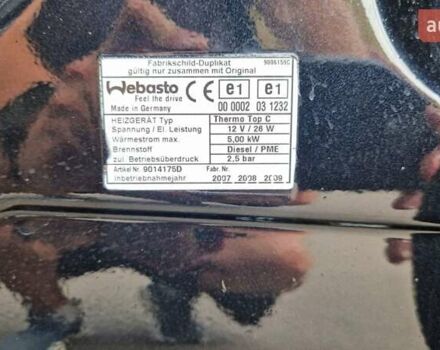 Fabrikschild-Duplikat 9006159C
gültig nur zusammen mit Original
Webasto CE e1 e1
Feel the drive
Made in Germany 00 0002 03 1232
HEIZGERÄT Typ Thermo Top C
Spannung / El. Leistung 12 V / 26 W
Wärmestrom max. 5,00 kW
Brennstoff Diesel / PME
zul. Betriebsüberdruck 2,5 bar
Artikel Nr. 9014175D Fabr. Nr.
Inbetriebnahmejahr 2007 2008 2009